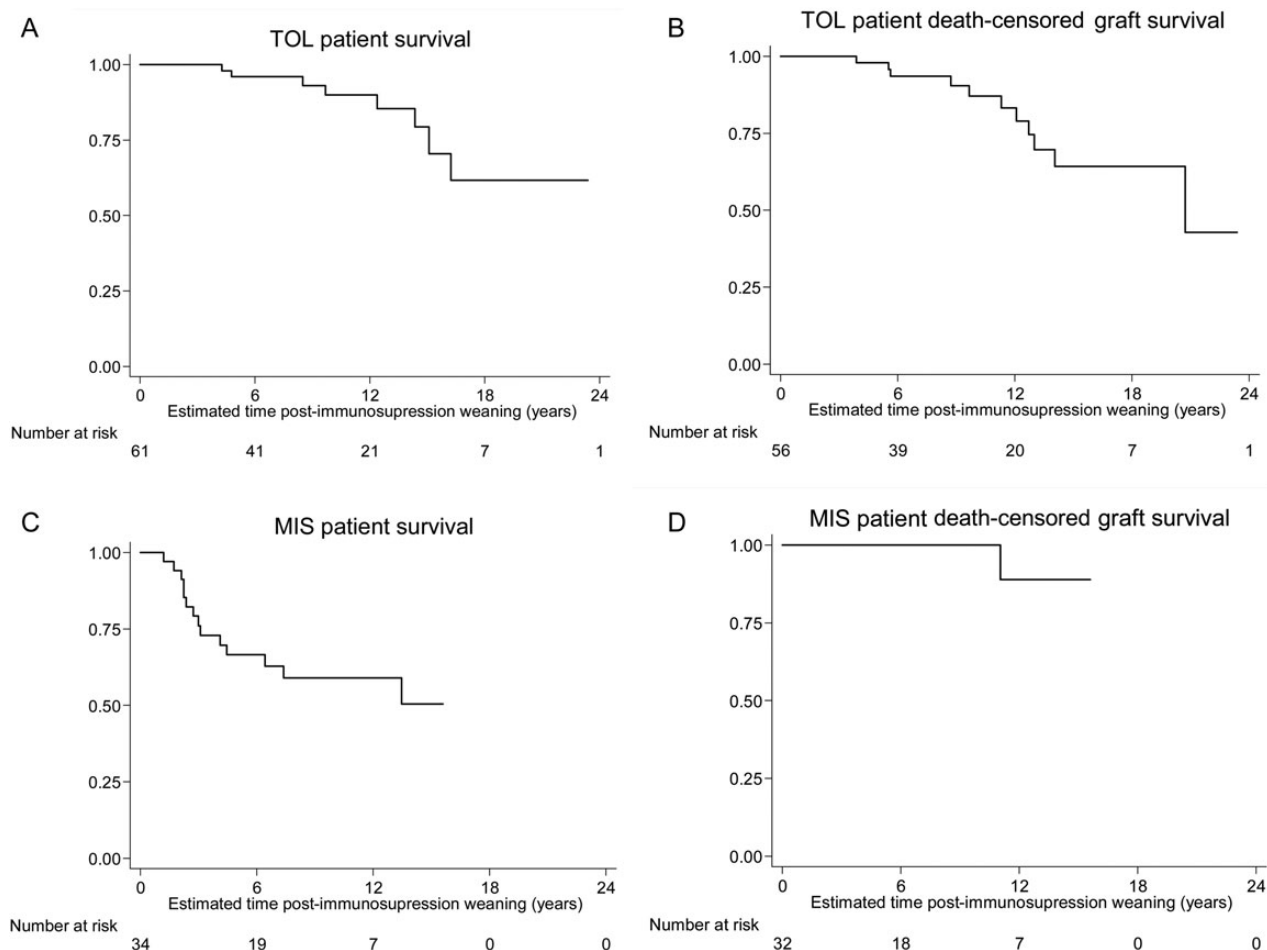 A
TOL patient survival
1.00
0.75
0.50
0.25
0.00
0 6 12 18 24
Estimated time post-immunosupression weaning (years)
Number at risk
61 41 21 7 1
B
TOL patient death-censored graft survival
1.00
0.75
0.50
0.25
0.00
0 6 12 18 24
Estimated time post-immunosupression weaning (years)
Number at risk
56 39 20 7 1
C
MIS patient survival
1.00
0.75
0.50
0.25
0.00
0 6 12 18 24
Estimated time post-immunosupression weaning (years)
Number at risk
34 19 7 0 0
D
MIS patient death-censored graft survival
1.00
0.75
0.50
0.25
0.00
0 6 12 18 24
Estimated time post-immunosupression weaning (years)
Number at risk
32 18 7 0 0